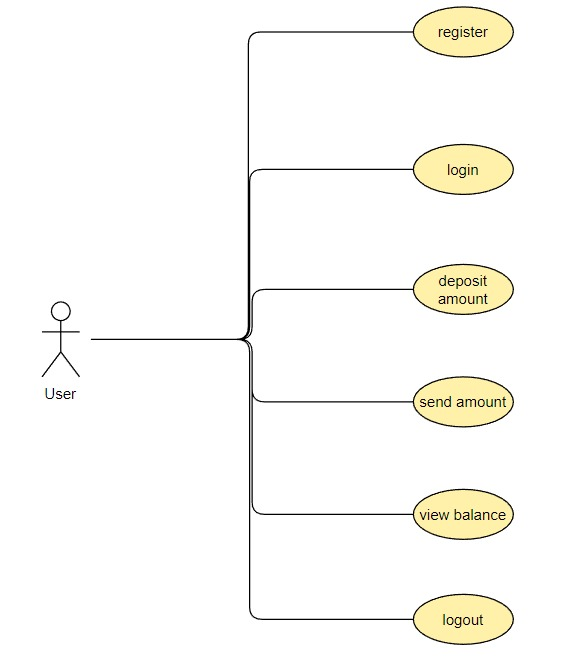 register
login
deposit
amount
User
send amount
view balance
logout